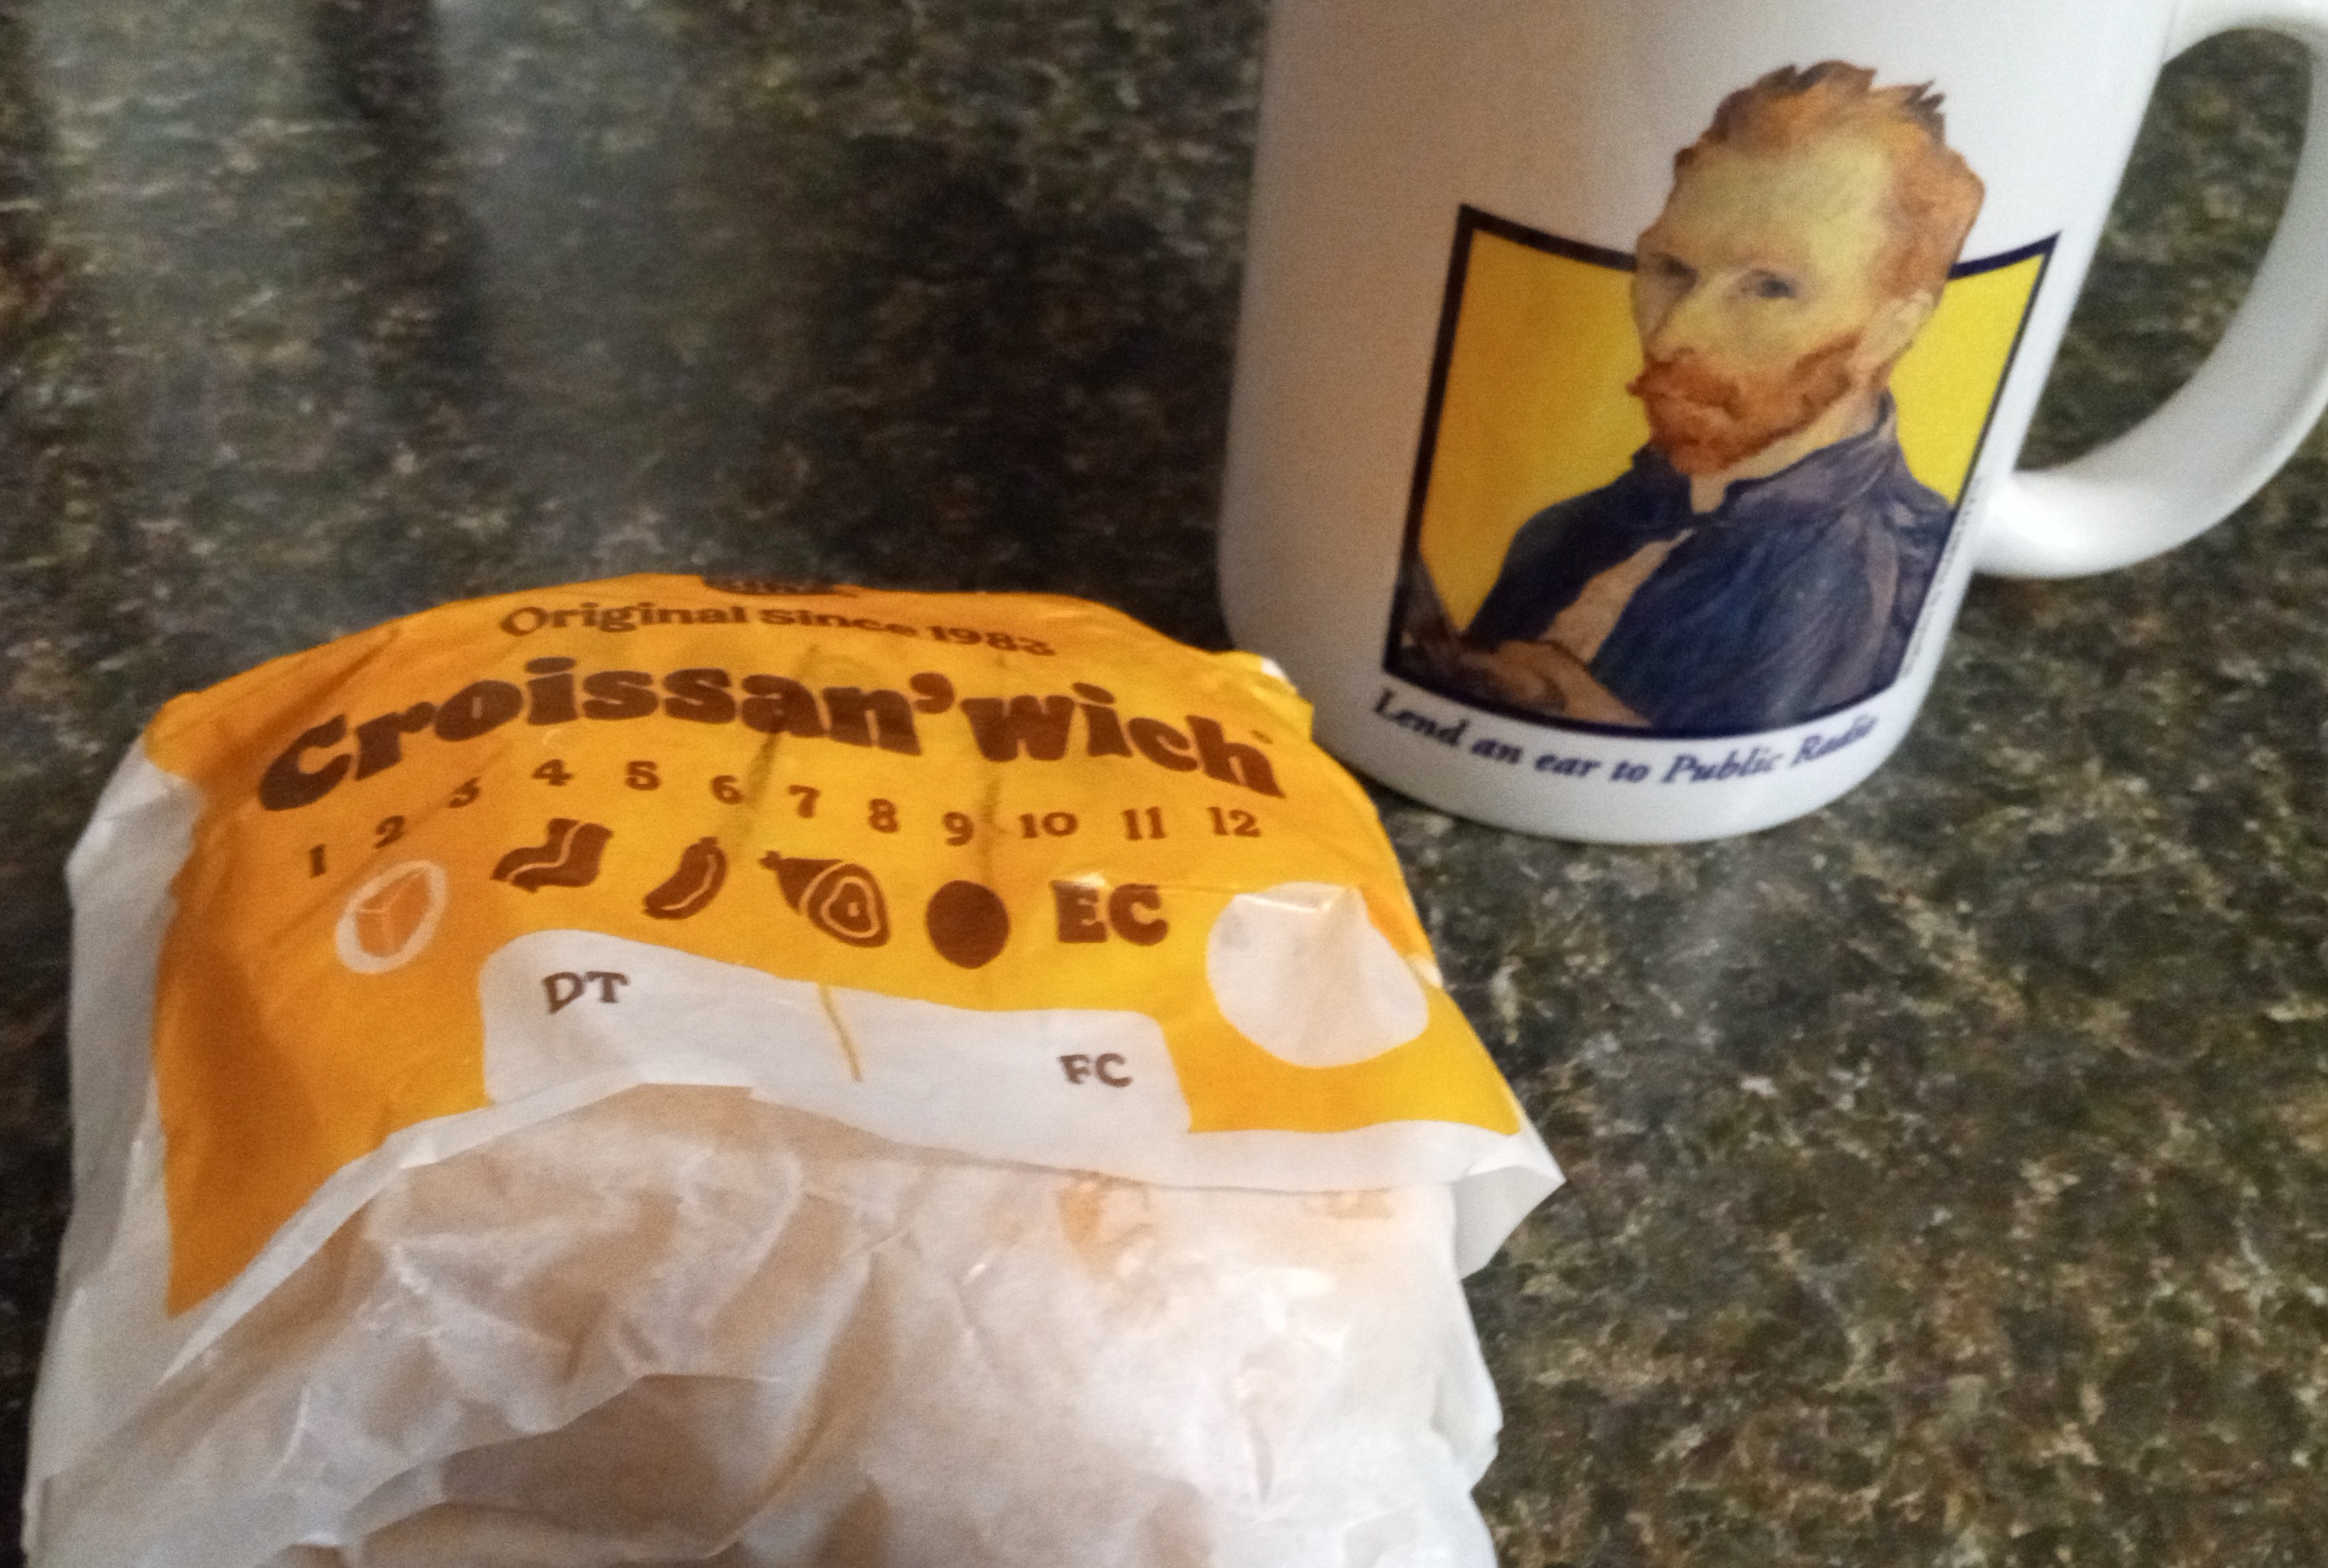 Original since 1983
Croissan'wich®
1 2 3 4 5 6 7 8 9 10 11 12
EC
DT
FC
Lend an ear to Public Radio